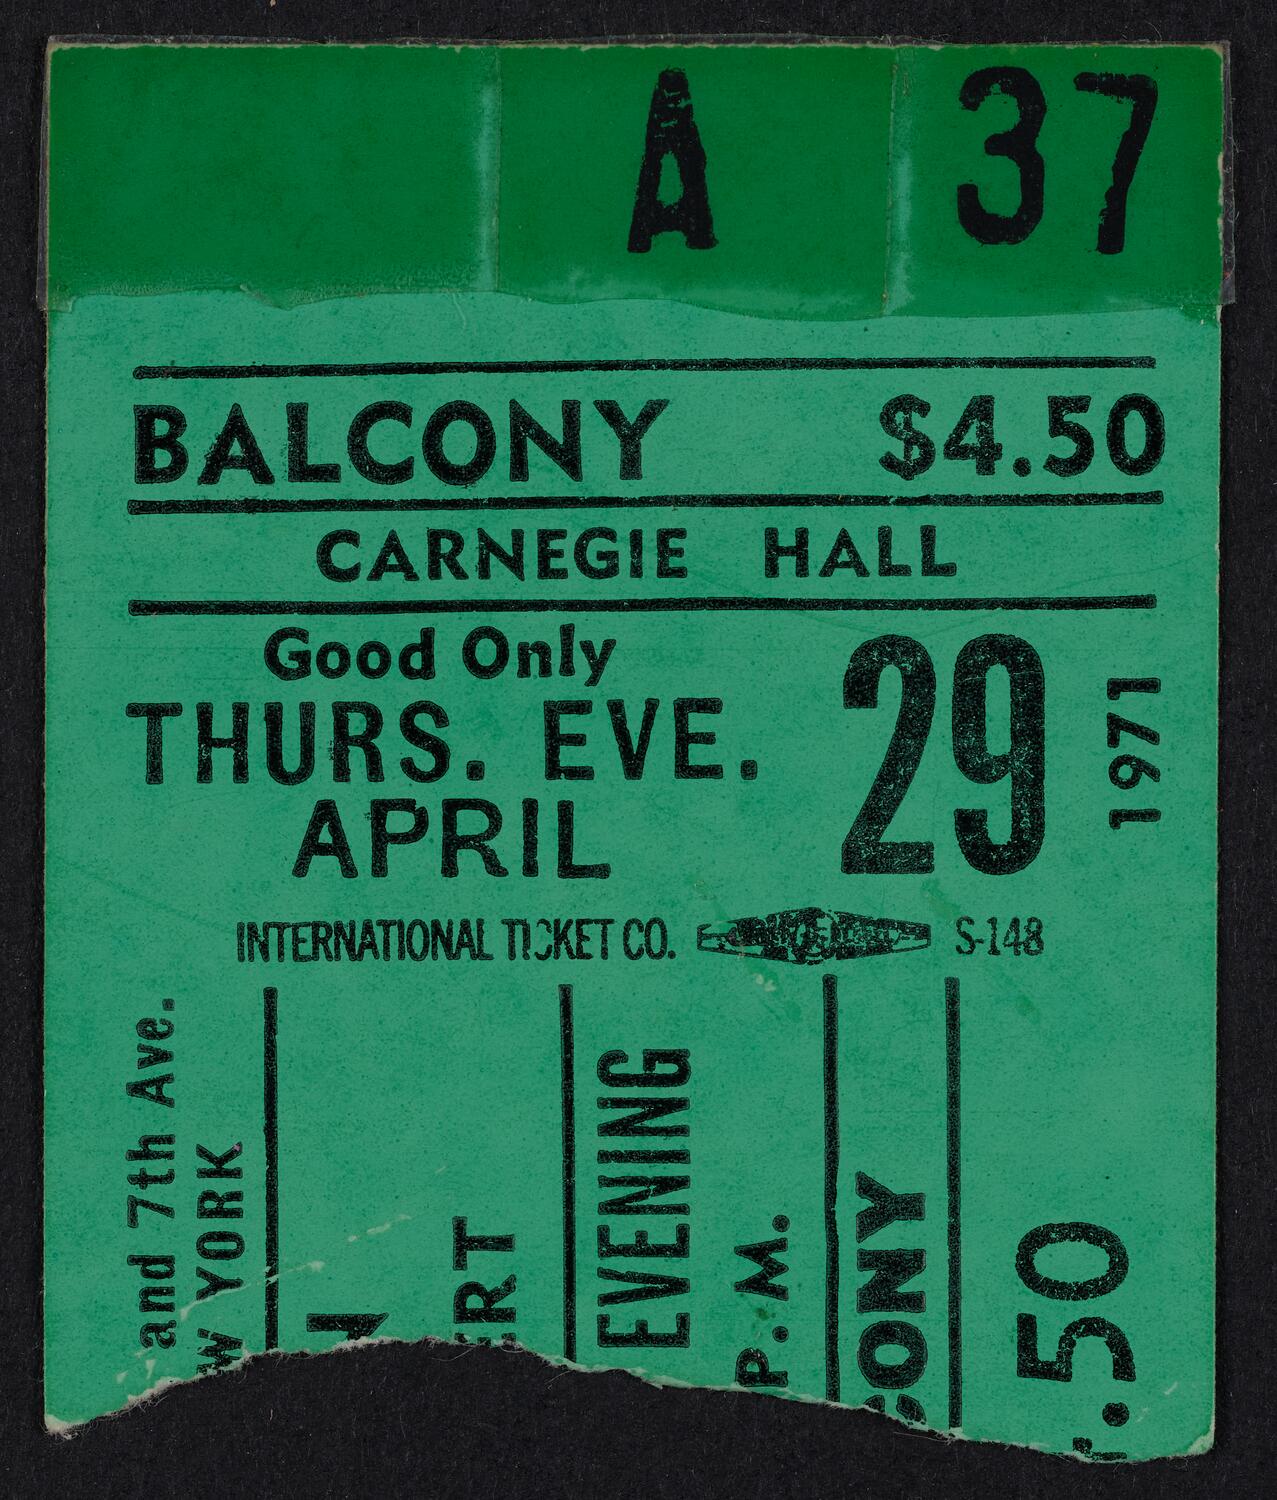 A 37
BALCONY $4.50
CARNEGIE HALL
Good Only
THURS. EVE.
APRIL
29
1971
INTERNATIONAL TICKET CO.
S-148
and 7th Ave.
W YORK
N
ERT
EVENING
P.M.
CONY
.50